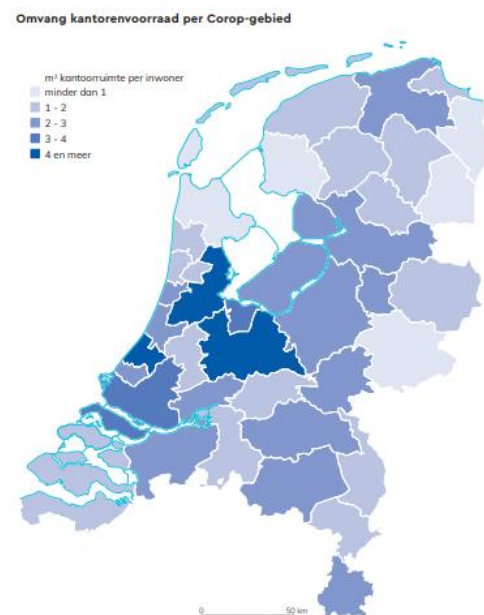 Omvang kantorenvoorraad per Corop-gebied
m² kantoorruimte per inwoner
minder dan 1
1 - 2
2 - 3
3 - 4
4 en meer
0 50 km